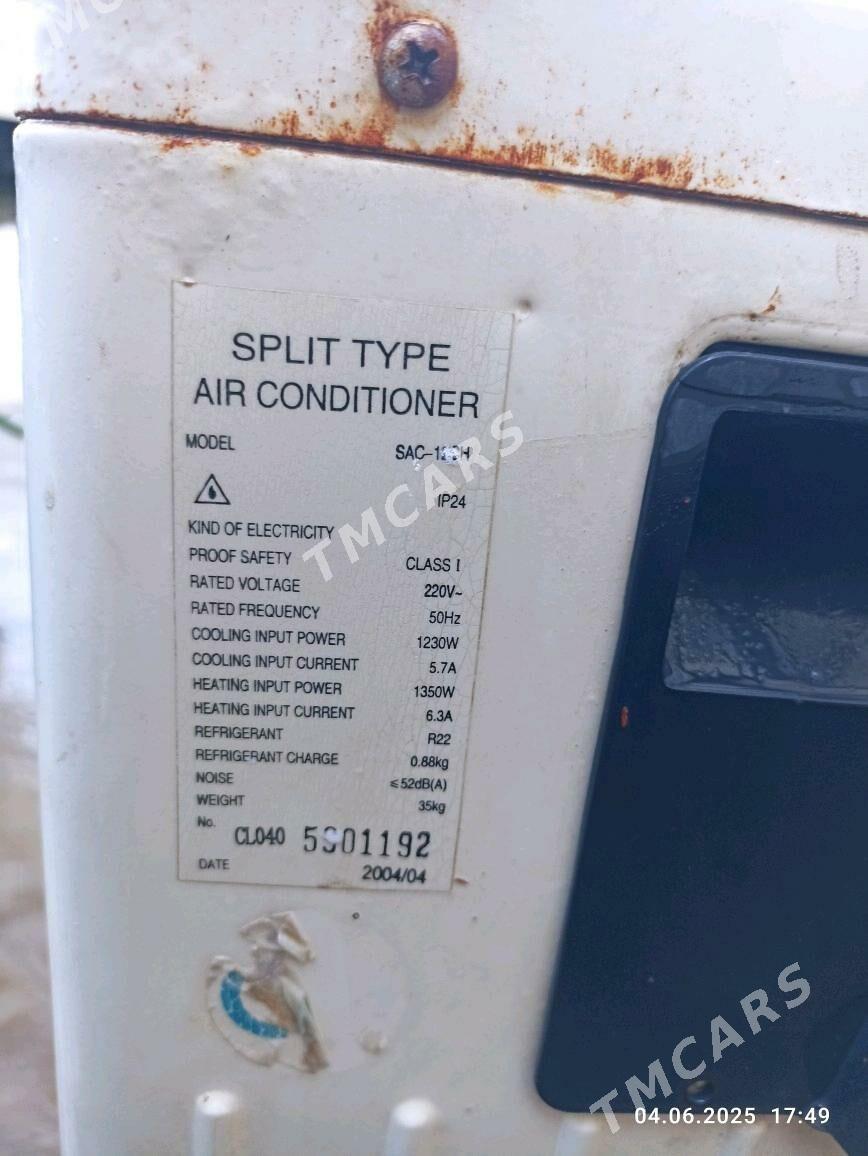 SPLIT TYPE
AIR CONDITIONER
MODEL
IP24
KIND OF ELECTRICITY
PROOF SAFETY CLASS I
RATED VOLTAGE 220V~
RATED FREQUENCY 50Hz
COOLING INPUT POWER 1230W
COOLING INPUT CURRENT 5.7A
HEATING INPUT POWER 1350W
HEATING INPUT CURRENT 6.3A
REFRIGERANT R22
REFRIGERANT CHARGE 0.88kg
NOISE ≤52dB(A)
WEIGHT 35kg
No. CL040
DATE 2004/04
TMCARS
TMCARS
04.06.2025 17:49